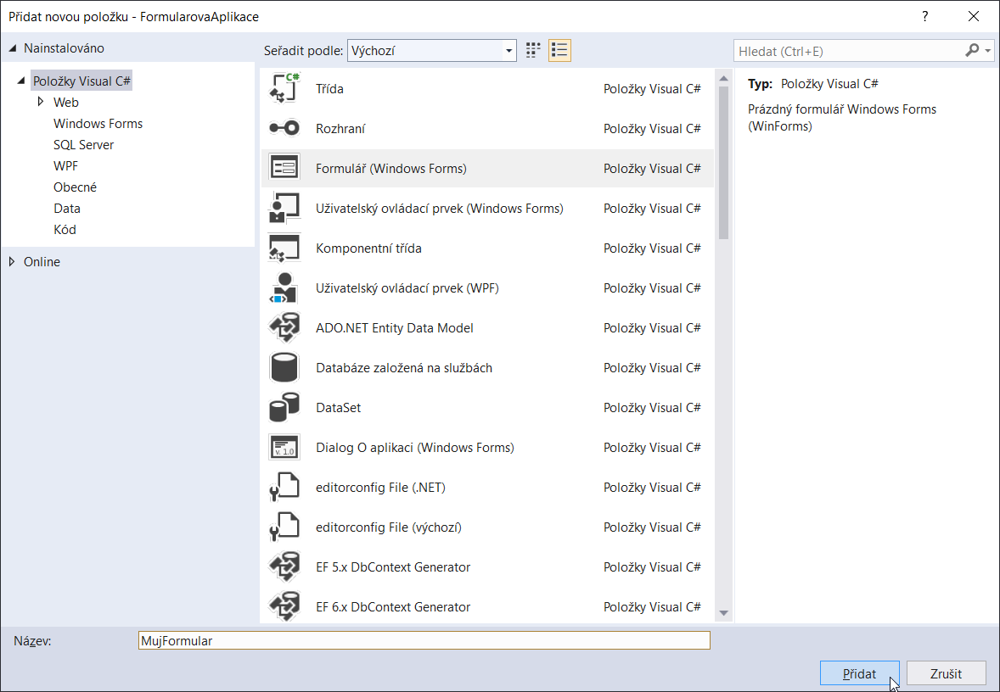 Přidat novou položku - FormularovaAplikace
?
Nainstalováno
Položky Visual C#
Web
Windows Forms
SQL Server
WPF
Obecné
Data
Kód
Online
Seřadit podle: Výchozí
C#
Třída Položky Visual C#
Rozhraní Položky Visual C#
Formulář (Windows Forms) Položky Visual C#
Uživatelský ovládací prvek (Windows Forms) Položky Visual C#
Komponentní třída Položky Visual C#
Uživatelský ovládací prvek (WPF) Položky Visual C#
ADO.NET Entity Data Model Položky Visual C#
Databáze založená na službách Položky Visual C#
DataSet Položky Visual C#
v. 1.0
Dialog O aplikaci (Windows Forms) Položky Visual C#
editorconfig File (.NET) Položky Visual C#
editorconfig File (výchozí) Položky Visual C#
EF 5.x DbContext Generator Položky Visual C#
EF 6.x DbContext Generator Položky Visual C#
Hledat (Ctrl+E)
Typ: Položky Visual C#
Prázdný formulář Windows Forms
(WinForms)
Název: MujFormular
Přidat Zrušit